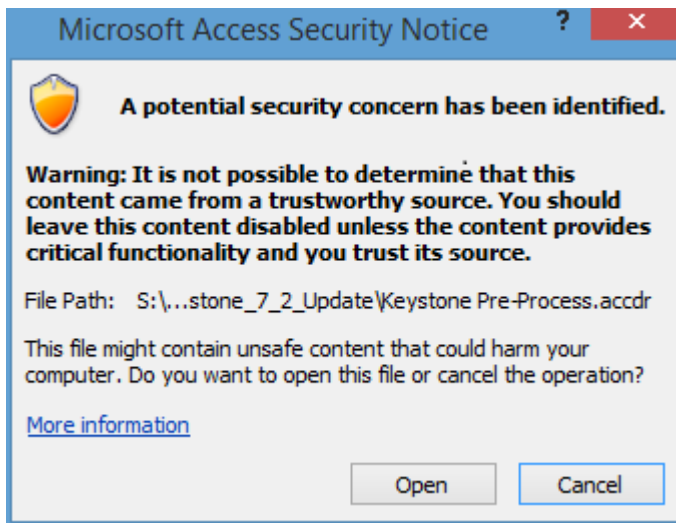 Microsoft Access Security Notice ? ×
A potential security concern has been identified.
Warning: It is not possible to determine that this
content came from a trustworthy source. You should
leave this content disabled unless the content provides
critical functionality and you trust its source.
File Path: S:\...stone_7_2_Update\Keystone Pre-Process.accdr
This file might contain unsafe content that could harm your
computer. Do you want to open this file or cancel the operation?
More information
Open Cancel